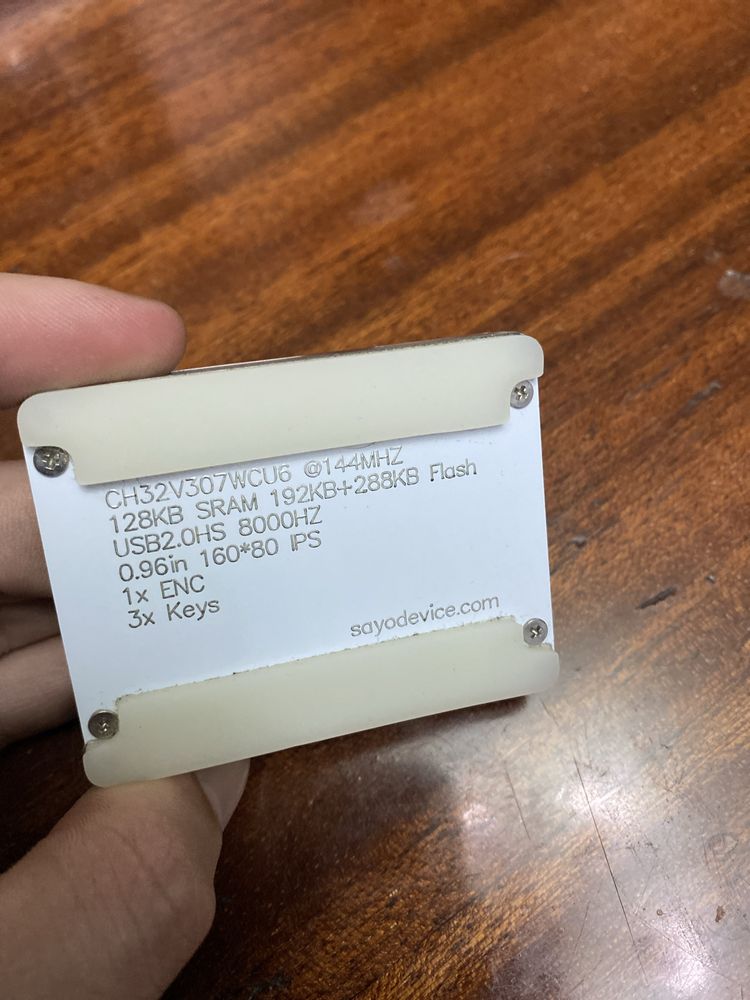 CH32V307WCU6 @144MHZ
128KB SRAM 192KB+288KB Flash
USB2.0HS 8000HZ
0.96in 160*80 IPS
1x ENC
3x Keys
sayodevice.com